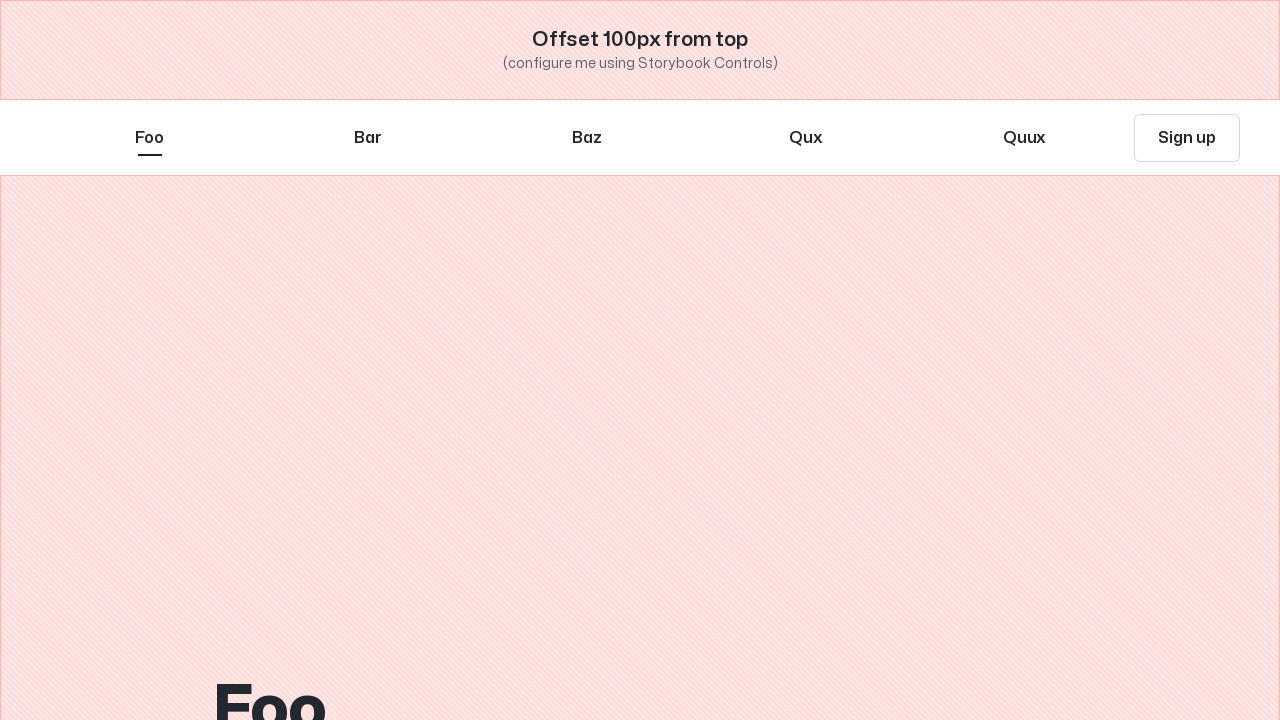 Offset 100px from top
(configure me using Storybook Controls)
Foo Bar Baz Qux Quux Sign up
Foo